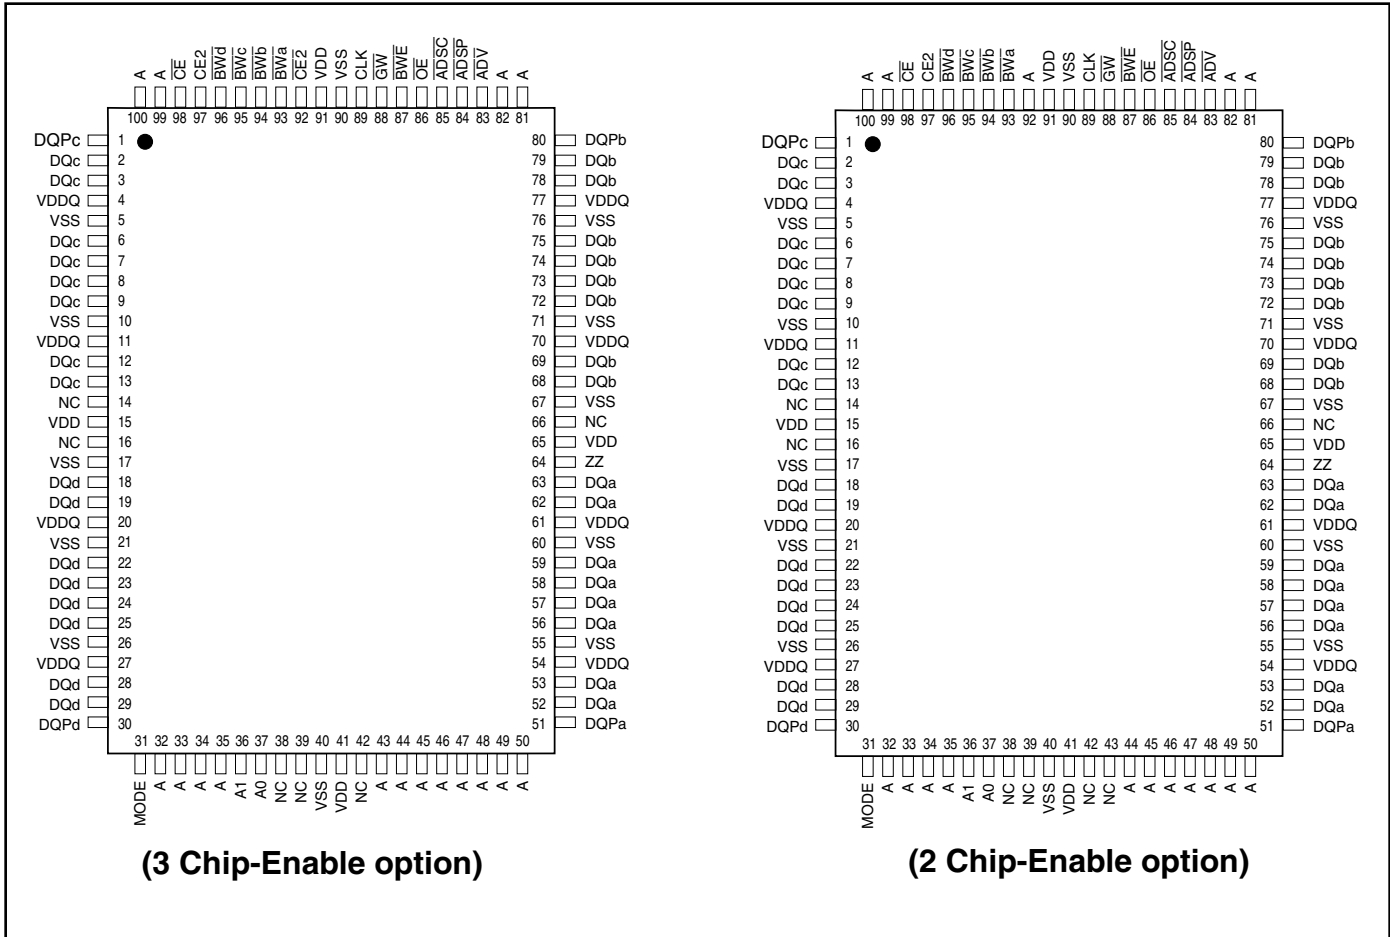 A A CE CE2 BWd BWc BWb BWa CE2 VDD VSS CLK GW BWE OE ADSC ADSP ADV A A
100 99 98 97 96 95 94 93 92 91 90 89 88 87 86 85 84 83 82 81
DQPc 1 80 DQPb
DQc 2 79 DQb
DQc 3 78 DQb
VDDQ 4 77 VDDQ
VSS 5 76 VSS
DQc 6 75 DQb
DQc 7 74 DQb
DQc 8 73 DQb
DQc 9 72 DQb
VSS 10 71 VSS
VDDQ 11 70 VDDQ
DQc 12 69 DQb
DQc 13 68 DQb
NC 14 67 VSS
VDD 15 66 NC
NC 16 65 VDD
VSS 17 64 ZZ
DQd 18 63 DQa
DQd 19 62 DQa
VDDQ 20 61 VDDQ
VSS 21 60 VSS
DQd 22 59 DQa
DQd 23 58 DQa
DQd 24 57 DQa
DQd 25 56 DQa
VSS 26 55 VSS
VDDQ 27 54 VDDQ
DQd 28 53 DQa
DQd 29 52 DQa
DQPd 30 51 DQPa
31 32 33 34 35 36 37 38 39 40 41 42 43 44 45 46 47 48 49 50
MODE A A A A A1 A0 NC NC VSS VDD NC A A A A A A A A
(3 Chip-Enable option)
A A CE CE2 BWd BWc BWb BWa A VDD VSS CLK GW BWE OE ADSC ADSP ADV A A
100 99 98 97 96 95 94 93 92 91 90 89 88 87 86 85 84 83 82 81
DQPc 1 80 DQPb
DQc 2 79 DQb
DQc 3 78 DQb
VDDQ 4 77 VDDQ
VSS 5 76 VSS
DQc 6 75 DQb
DQc 7 74 DQb
DQc 8 73 DQb
DQc 9 72 DQb
VSS 10 71 VSS
VDDQ 11 70 VDDQ
DQc 12 69 DQb
DQc 13 68 DQb
NC 14 67 VSS
VDD 15 66 NC
NC 16 65 VDD
VSS 17 64 ZZ
DQd 18 63 DQa
DQd 19 62 DQa
VDDQ 20 61 VDDQ
VSS 21 60 VSS
DQd 22 59 DQa
DQd 23 58 DQa
DQd 24 57 DQa
DQd 25 56 DQa
VSS 26 55 VSS
VDDQ 27 54 VDDQ
DQd 28 53 DQa
DQd 29 52 DQa
DQPd 30 51 DQPa
31 32 33 34 35 36 37 38 39 40 41 42 43 44 45 46 47 48 49 50
MODE A A A A A1 A0 NC NC VSS VDD NC NC A A A A A A A
(2 Chip-Enable option)